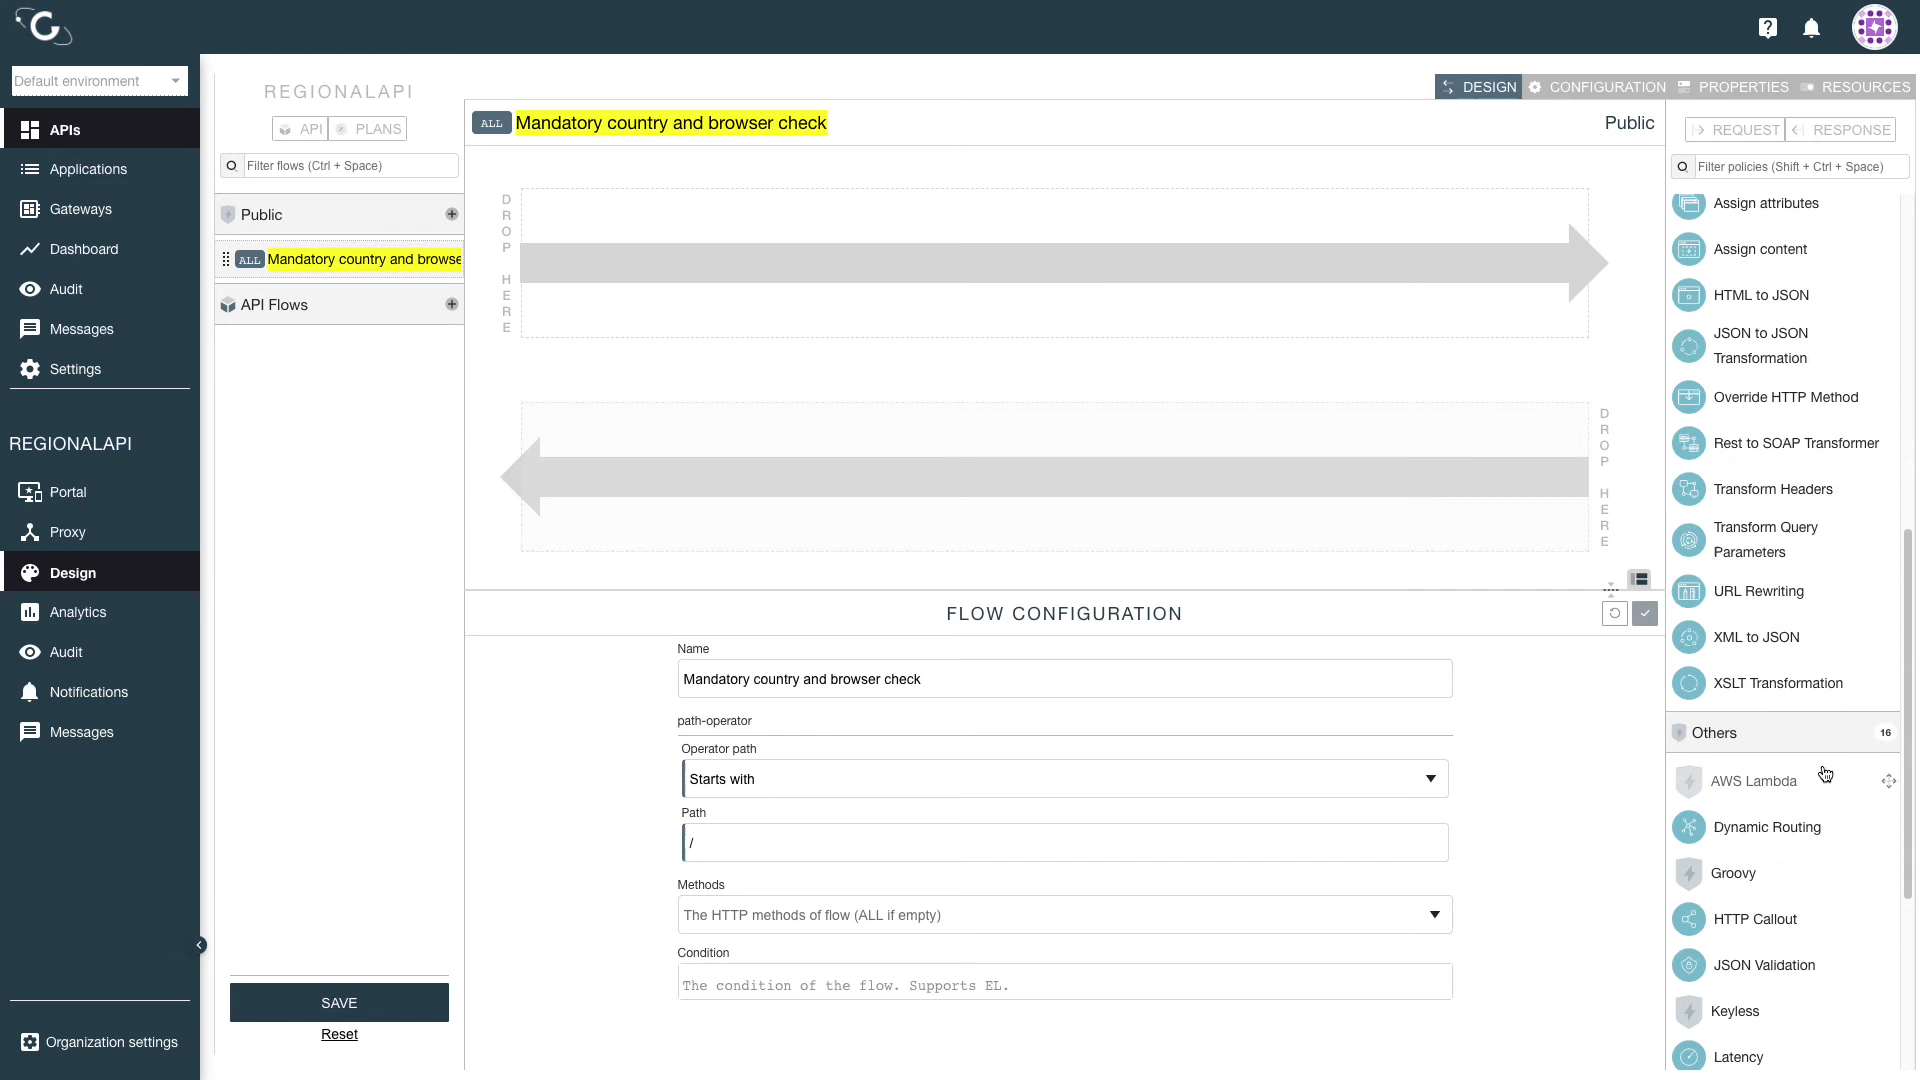 Default environment
APIs
Applications
Gateways
Dashboard
Audit
Messages
Settings
REGIONALAPI
Portal
Proxy
Design
Analytics
Audit
Notifications
Messages
Organization settings
REGIONALAPI
API
PLANS
Filter flows (Ctrl + Space)
Public
ALL Mandatory country and browse
API Flows
SAVE
Reset
DESIGN
CONFIGURATION
PROPERTIES
RESOURCES
ALL Mandatory country and browser check
Public
DROP HERE
DROP HERE
FLOW CONFIGURATION
Name
Mandatory country and browser check
path-operator
Operator path
Starts with
Path
/
Methods
The HTTP methods of flow (ALL if empty)
Condition
The condition of the flow. Supports EL.
REQUEST
RESPONSE
Filter policies (Shift + Ctrl + Space)
Assign attributes
Assign content
HTML to JSON
JSON to JSON
Transformation
Override HTTP Method
Rest to SOAP Transformer
Transform Headers
Transform Query
Parameters
URL Rewriting
XML to JSON
XSLT Transformation
Others 16
AWS Lambda
Dynamic Routing
Groovy
HTTP Callout
JSON Validation
Keyless
Latency